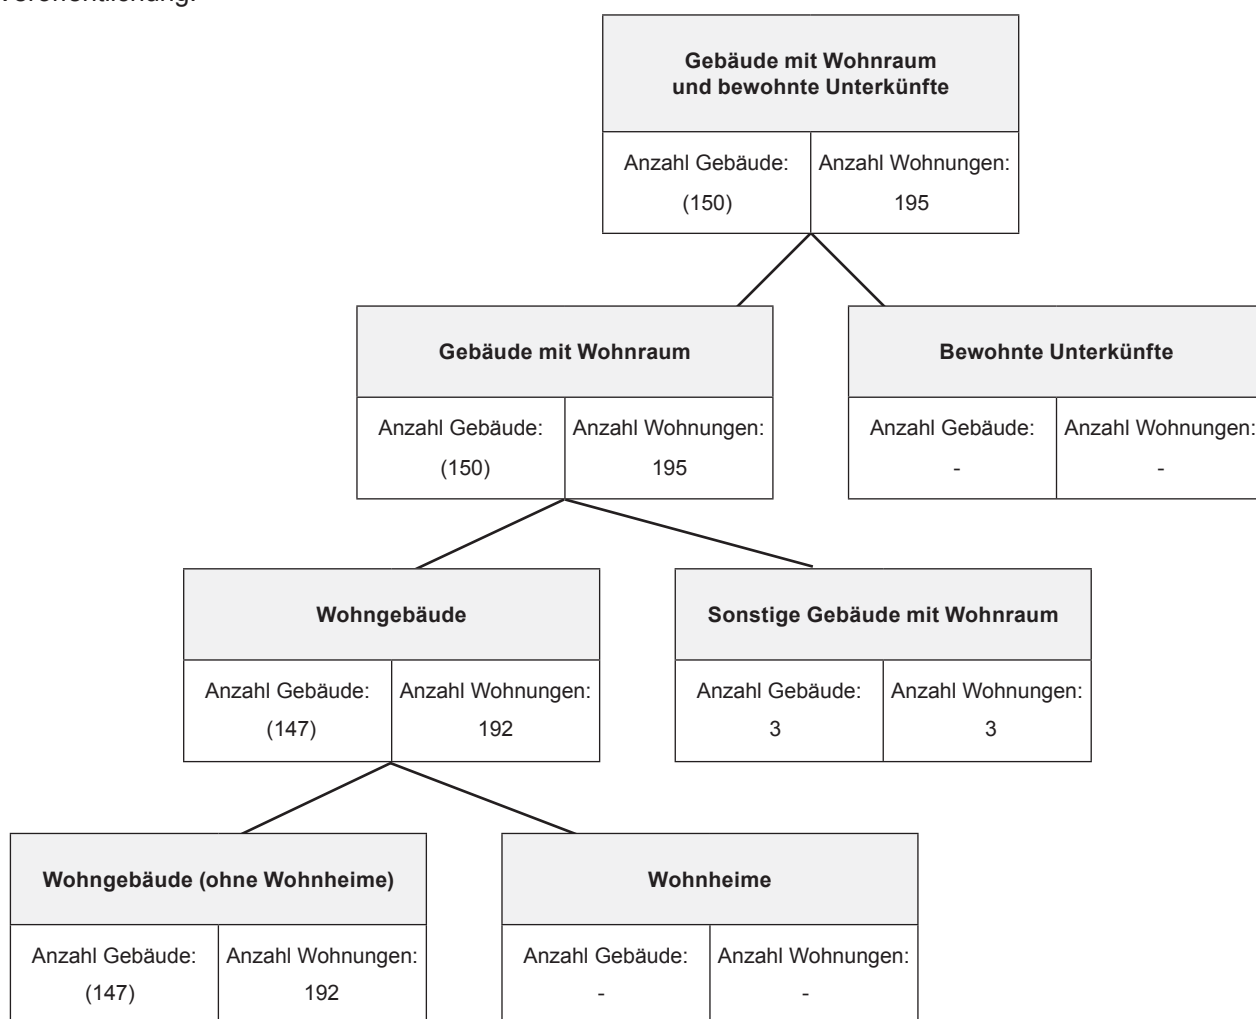 Veröffentlichung.
Gebäude mit Wohnraum
und bewohnte Unterkünfte
Anzahl Gebäude: Anzahl Wohnungen:
(150) 195
Gebäude mit Wohnraum Bewohnte Unterkünfte
Anzahl Gebäude: Anzahl Wohnungen: Anzahl Gebäude: Anzahl Wohnungen:
(150) 195 - -
Wohngebäude Sonstige Gebäude mit Wohnraum
Anzahl Gebäude: Anzahl Wohnungen: Anzahl Gebäude: Anzahl Wohnungen:
(147) 192 3 3
Wohngebäude (ohne Wohnheime) Wohnheime
Anzahl Gebäude: Anzahl Wohnungen: Anzahl Gebäude: Anzahl Wohnungen:
(147) 192 - -